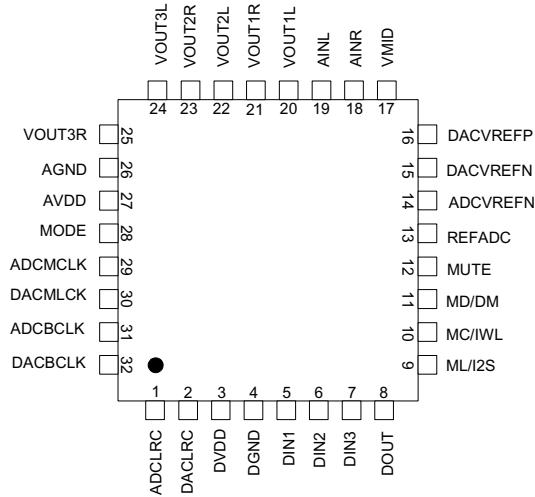 VOUT3L
VOUT2R
VOUT2L
VOUT1R
VOUT1L
AINL
AINR
VMID
24
23
22
21
20
19
18
17
VOUT3R
25
AGND
26
AVDD
27
MODE
28
ADCMCLK
29
DACMLCK
30
ADCBCLK
31
DACBCLK
32
16
DACVREFP
15
DACVREFN
14
ADCVREFN
13
REFADC
12
MUTE
11
MD/DM
10
MC/IWL
9
ML/I2S
1
2
3
4
5
6
7
8
ADCLRC
DACLRC
DVDD
DGND
DIN1
DIN2
DIN3
DOUT